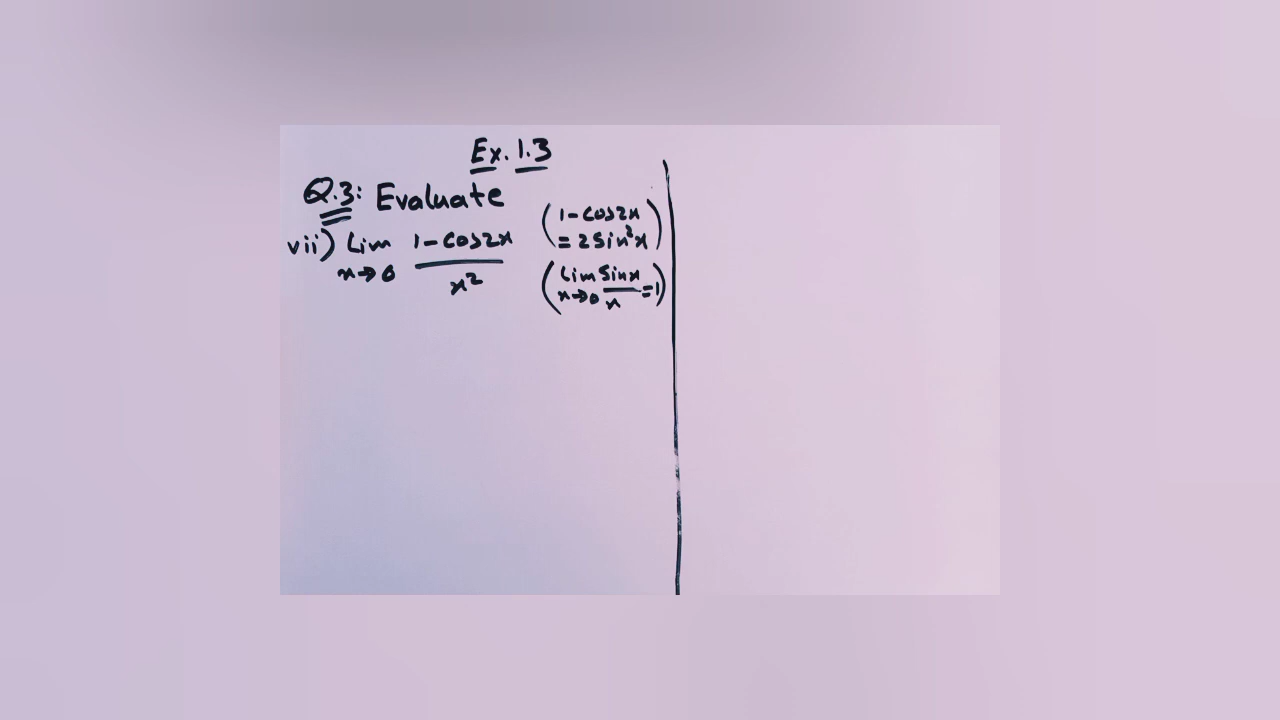 Ex. 1.3
Q.3: Evaluate
vii) Lim x→0 1-Cos2x / x²
(1-Cos2x
= 2Sin²x)
(Lim x→0 Sinx / x =1)